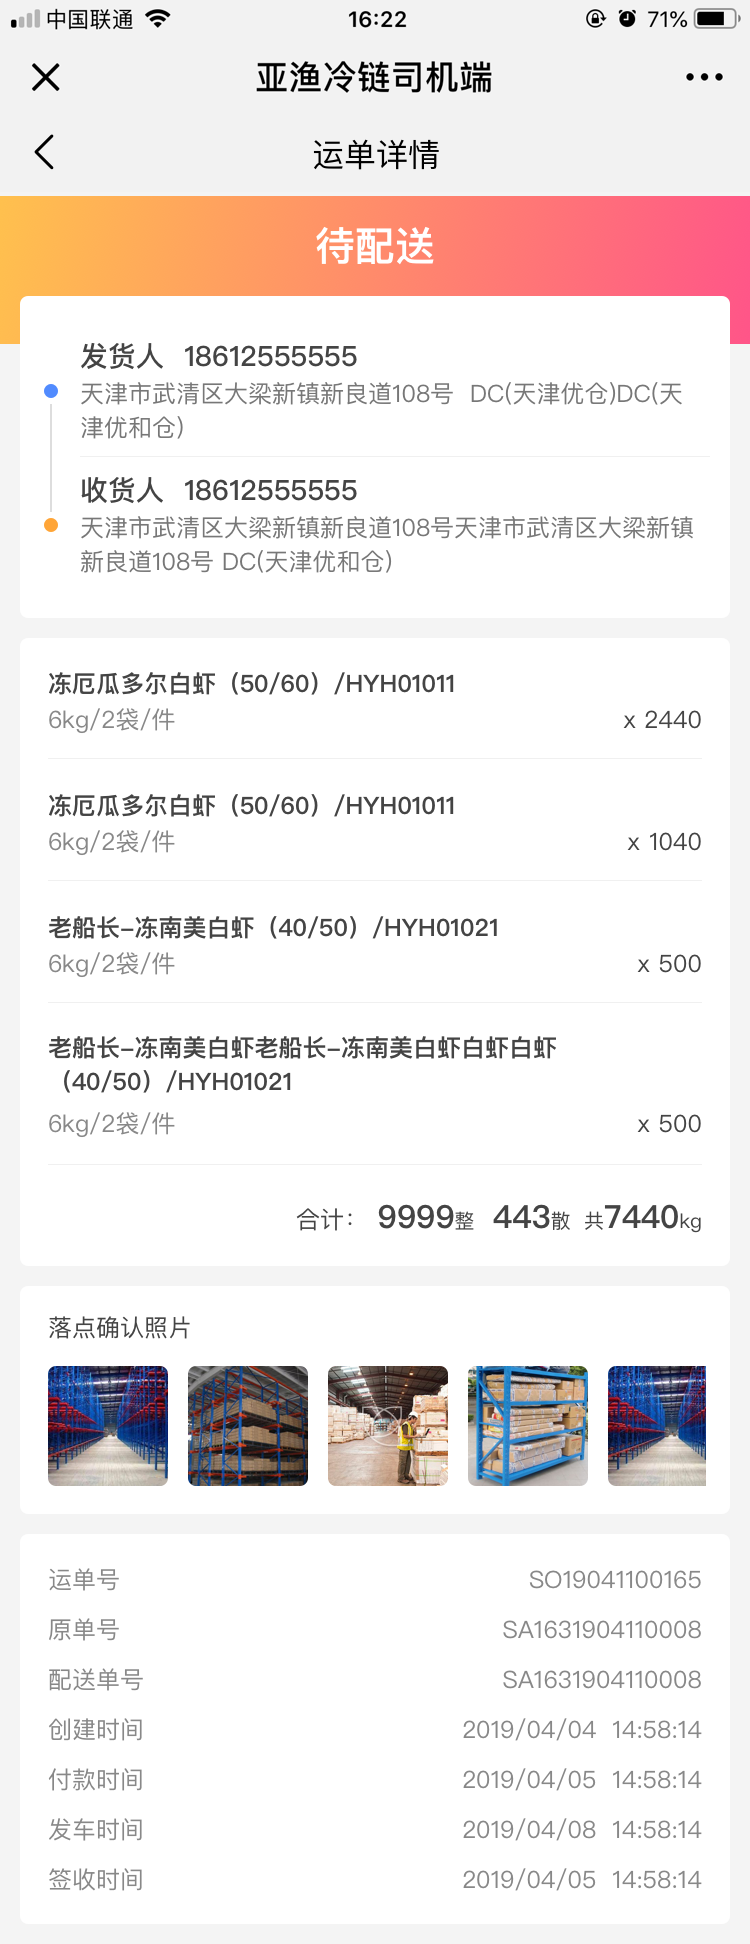 中国联通 16:22 71%
亚渔冷链司机端
运单详情
待配送
发货人 18612555555
天津市武清区大梁新镇新良道108号 DC(天津优仓)DC(天
津优和仓)
收货人 18612555555
天津市武清区大梁新镇新良道108号天津市武清区大梁新镇
新良道108号 DC(天津优和仓)
冻厄瓜多尔白虾（50/60）/HYH01011
6kg/2袋/件 x 2440
冻厄瓜多尔白虾（50/60）/HYH01011
6kg/2袋/件 x 1040
老船长–冻南美白虾（40/50）/HYH01021
6kg/2袋/件 x 500
老船长–冻南美白虾老船长–冻南美白虾白虾白虾
（40/50）/HYH01021
6kg/2袋/件 x 500
合计： 9999整 443散 共7440kg
落点确认照片
运单号 SO19041100165
原单号 SA1631904110008
配送单号 SA1631904110008
创建时间 2019/04/04 14:58:14
付款时间 2019/04/05 14:58:14
发车时间 2019/04/08 14:58:14
签收时间 2019/04/05 14:58:14